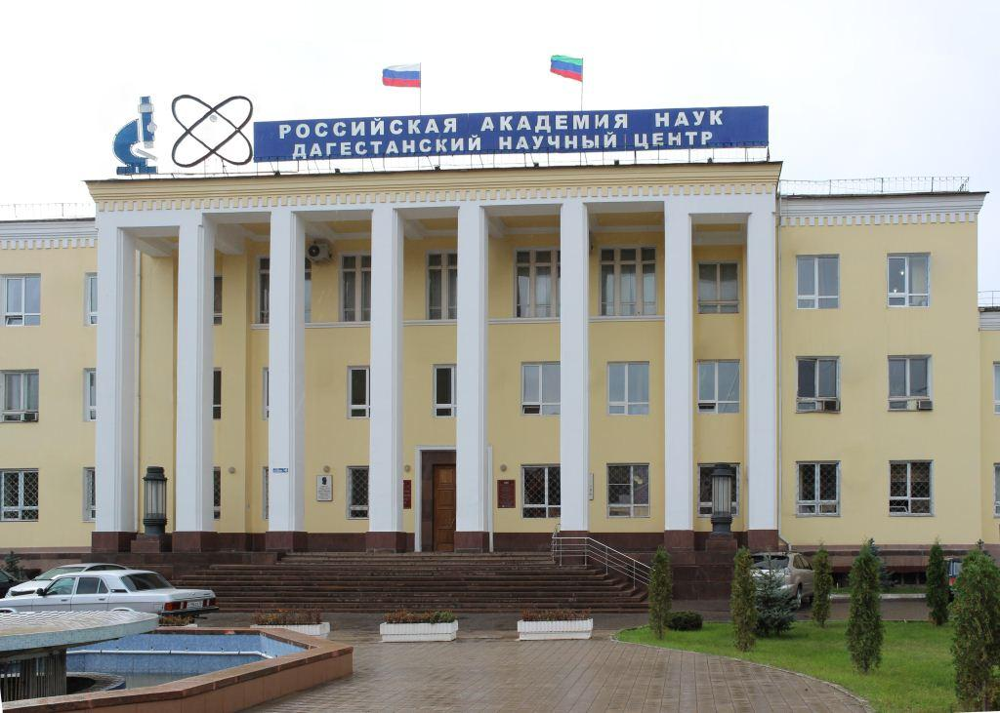 РОССИЙСКАЯ АКАДЕМИЯ НАУК
ДАГЕСТАНСКИЙ НАУЧНЫЙ ЦЕНТР